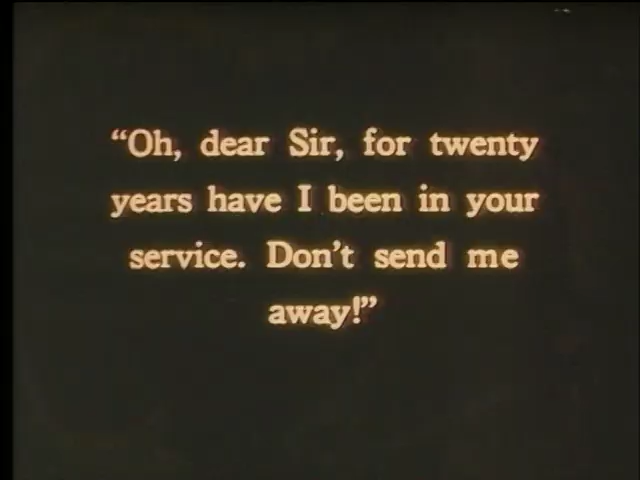 “Oh, dear Sir, for twenty
years have I been in your
service. Don’t send me
away!”